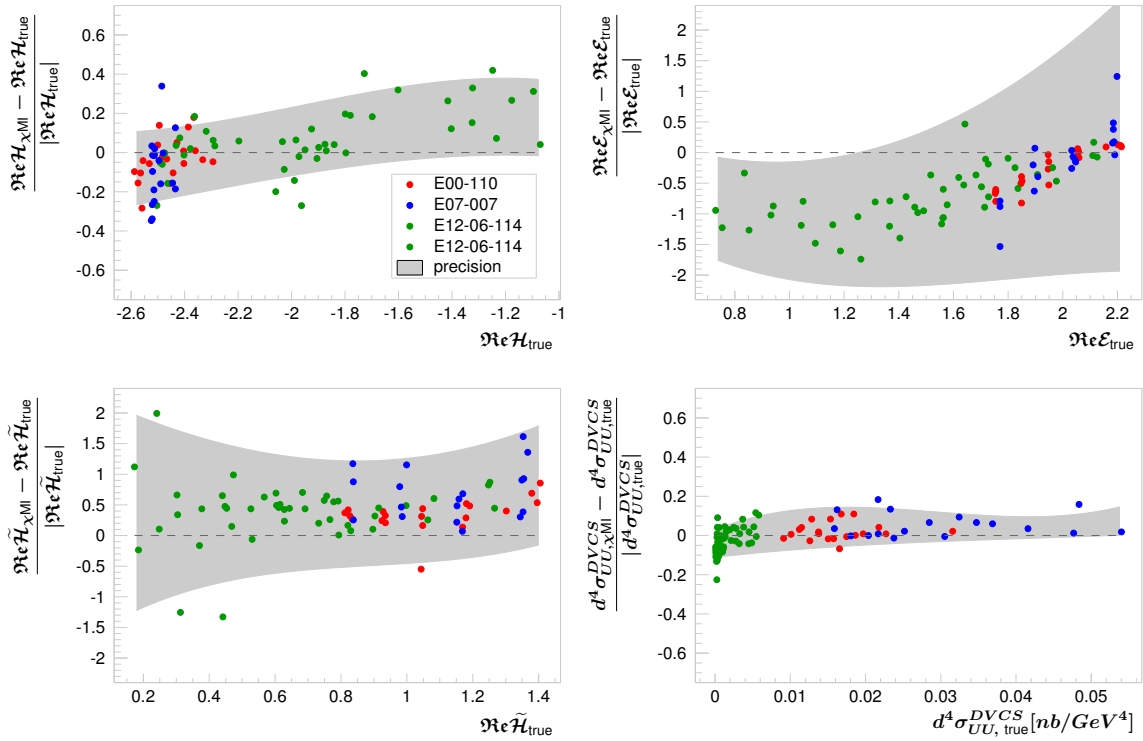 ℜeℋ_χMI − ℜeℋ_true
|ℜeℋ_true|
0.6
0.4
0.2
0
-0.2
-0.4
-0.6
-2.6 -2.4 -2.2 -2 -1.8 -1.6 -1.4 -1.2 -1
ℜeℋ_true
E00-110
E07-007
E12-06-114
E12-06-114
precision
ℜeℰ_χMI − ℜeℰ_true
|ℜeℰ_true|
2
1.5
1
0.5
0
-0.5
-1
-1.5
-2
0.8 1 1.2 1.4 1.6 1.8 2 2.2
ℜeℰ_true
ℜeℋ̃_χMI − ℜeℋ̃_true
|ℜeℋ̃_true|
2
1.5
1
0.5
0
-0.5
-1
-1.5
-2
0.2 0.4 0.6 0.8 1 1.2 1.4
ℜeℋ̃_true
d⁴σ^DVCS_UU,χMI − d⁴σ^DVCS_UU,true
|d⁴σ^DVCS_UU,true|
0.6
0.4
0.2
0
-0.2
-0.4
-0.6
0 0.01 0.02 0.03 0.04 0.05
d⁴σ^DVCS_UU, true[nb/GeV⁴]